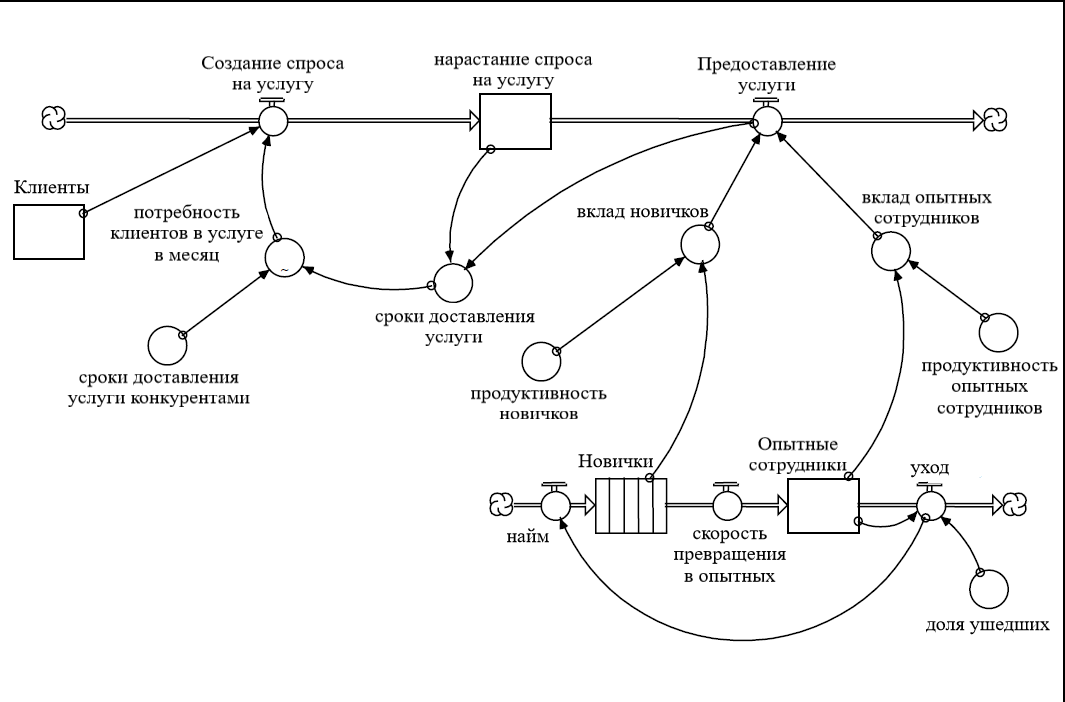 Создание спроса
на услугу
нарастание спроса
на услугу
Предоставление
услуги
Клиенты
потребность
клиентов в услуге
в месяц
~
вклад новичков
вклад опытных
сотрудников
сроки доставления
услуги
сроки доставления
услуги конкурентами
продуктивность
новичков
продуктивность
опытных
сотрудников
Новички
Опытные
сотрудники
уход
найм
скорость
превращения
в опытных
доля ушедших